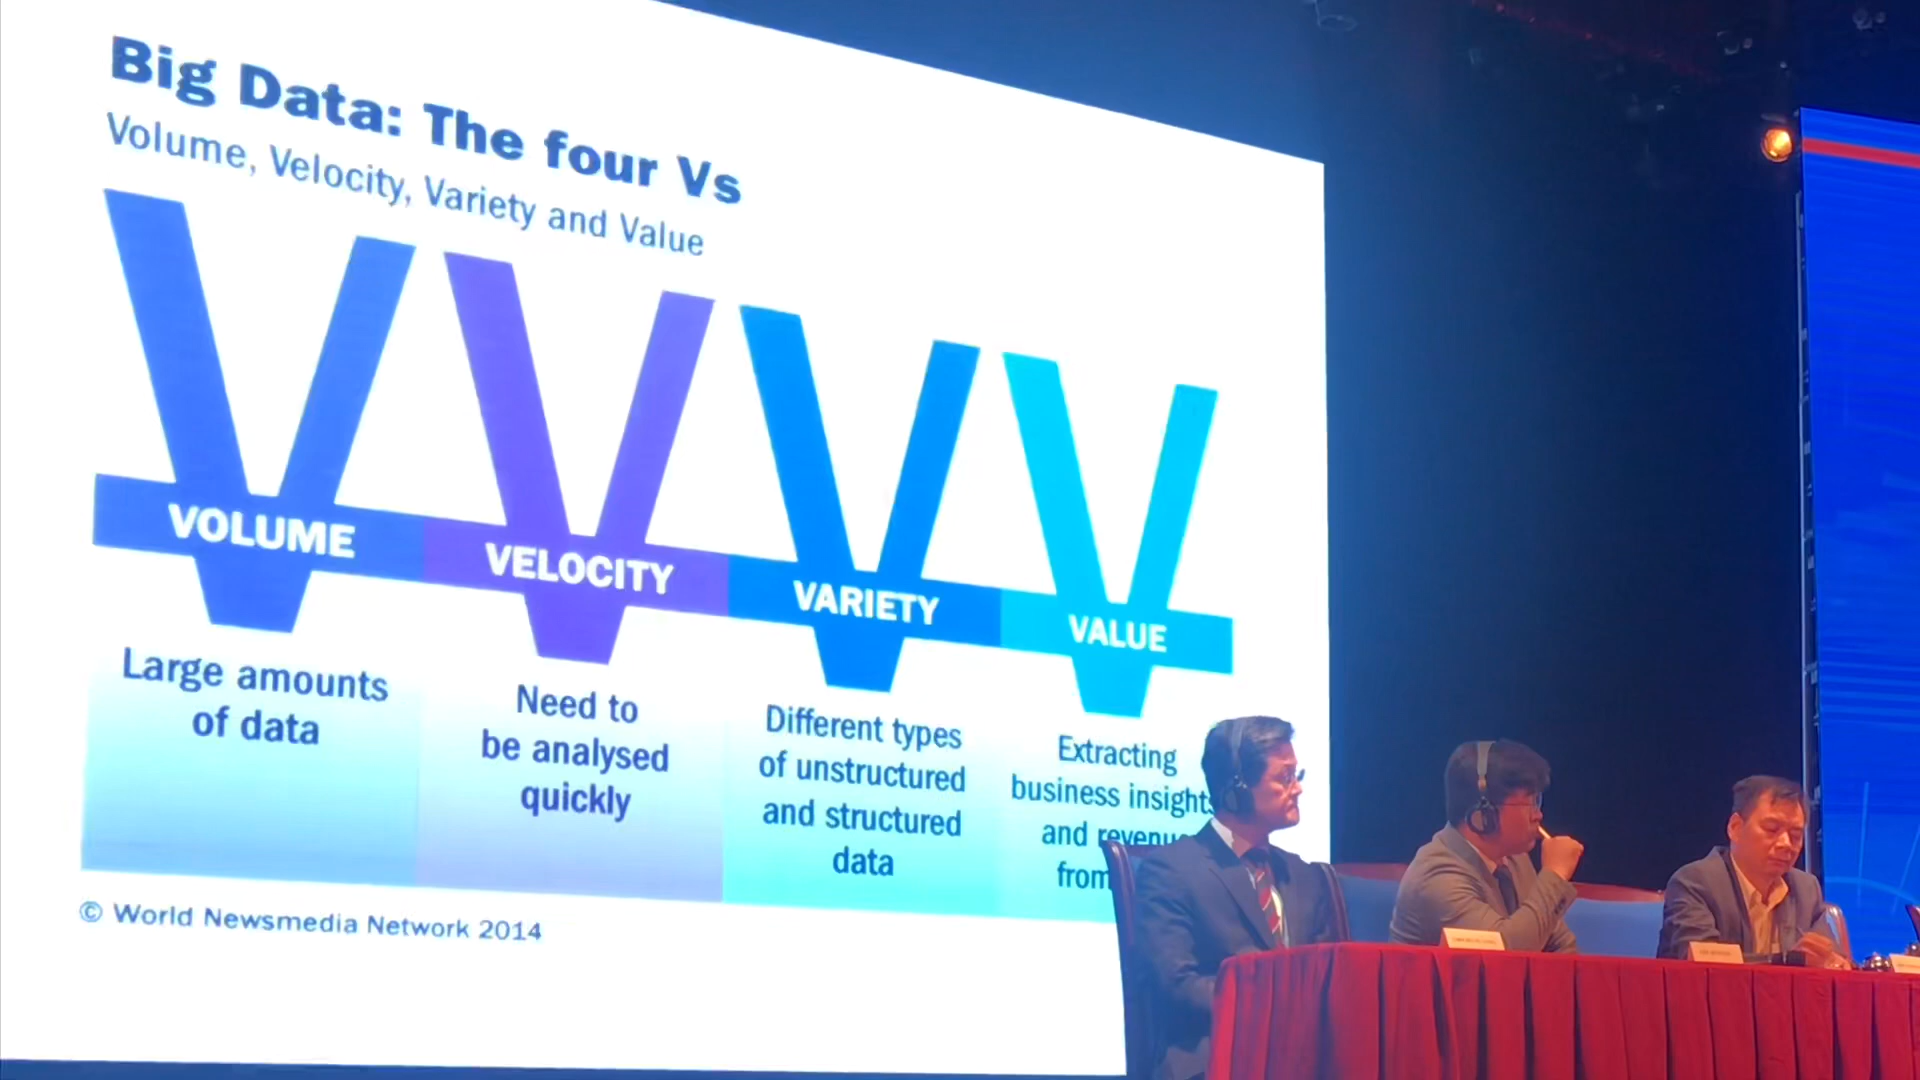 Big Data: The four Vs
Volume, Velocity, Variety and Value
VOLUME
VELOCITY
VARIETY
VALUE
Large amounts
of data
Need to
be analysed
quickly
Different types
of unstructured
and structured
data
Extracting
business insight
and
from
© World Newsmedia Network 2014